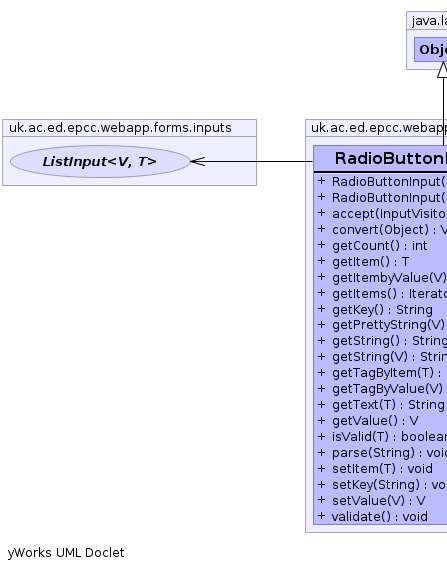 java.la
Obje
uk.ac.ed.epcc.webapp.forms.inputs
ListInput<V, T>
uk.ac.ed.epcc.webapp
RadioButtonI
+ RadioButtonInput(
+ RadioButtonInput(
+ accept(InputVisito
+ convert(Object) : V
+ getCount() : int
+ getItem() : T
+ getItembyValue(V)
+ getItems() : Iterato
+ getKey() : String
+ getPrettyString(V)
+ getString() : String
+ getString(V) : Strin
+ getTagByItem(T) :
+ getTagByValue(V)
+ getText(T) : String
+ getValue() : V
+ isValid(T) : boolean
+ parse(String) : void
+ setItem(T) : void
+ setKey(String) : vo
+ setValue(V) : V
+ validate() : void
yWorks UML Doclet